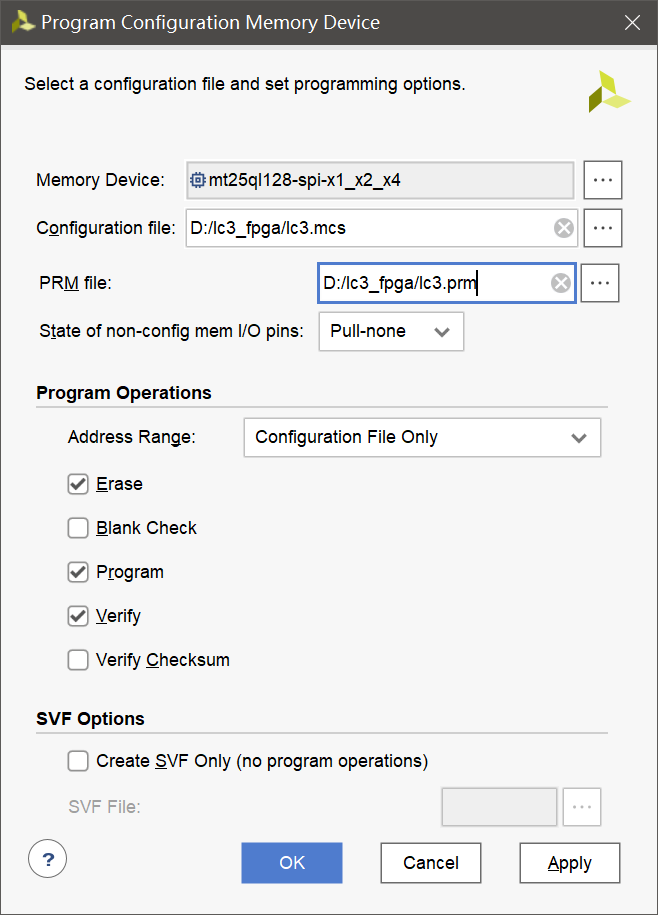 Program Configuration Memory Device
Select a configuration file and set programming options.
Memory Device: mt25ql128-spi-x1_x2_x4 ...
Configuration file: D:/lc3_fpga/lc3.mcs ...
PRM file: D:/lc3_fpga/lc3.prm ...
State of non-config mem I/O pins: Pull-none
Program Operations
Address Range: Configuration File Only
Erase
Blank Check
Program
Verify
Verify Checksum
SVF Options
Create SVF Only (no program operations)
SVF File: ...
? OK Cancel Apply